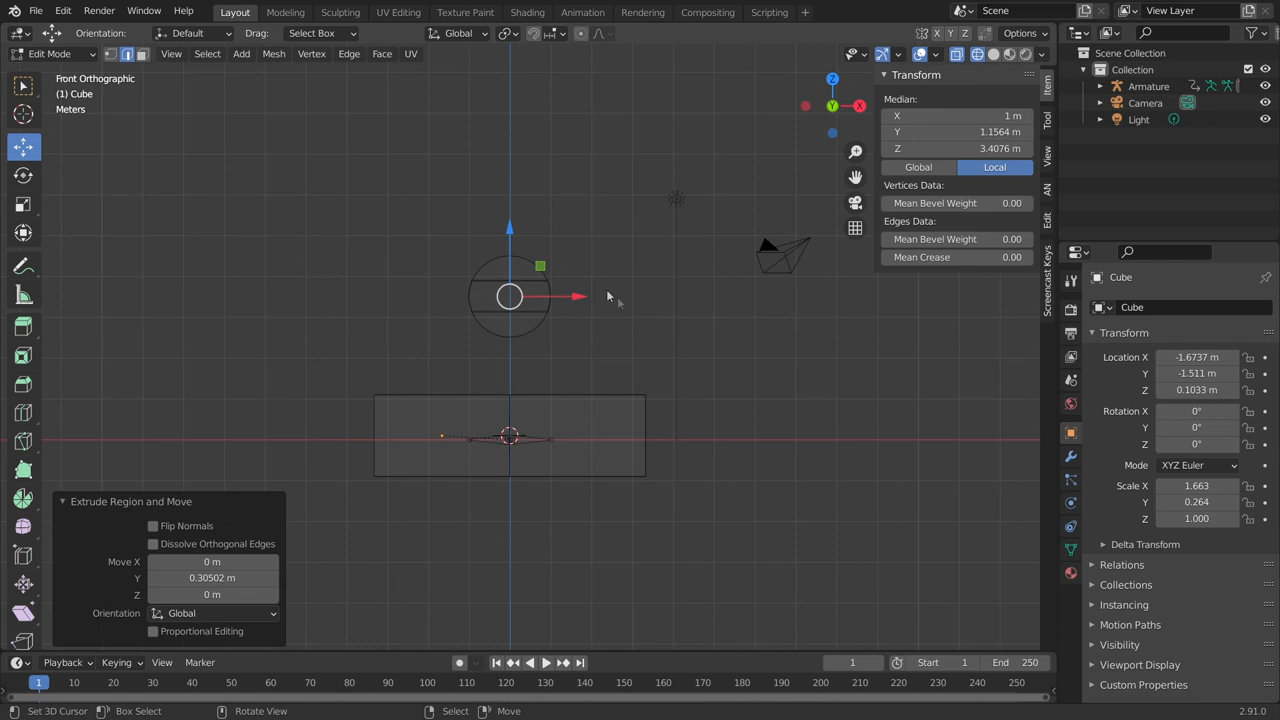 File Edit Render Window Help
Layout Modeling Sculpting UV Editing Texture Paint Shading Animation Rendering Compositing Scripting +
Scene
View Layer
Orientation: Default Drag: Select Box
Global
X Y Z
Options
Edit Mode
View Select Add Mesh Vertex Edge Face UV
Front Orthographic
(1) Cube
Meters
Z
X
Y
Transform
Median:
X 1 m
Y 1.1564 m
Z 3.4076 m
Global Local
Vertices Data:
Mean Bevel Weight 0.00
Edges Data:
Mean Bevel Weight 0.00
Mean Crease 0.00
Item
Tool
View
AN
Edit
Screencast Keys
Scene Collection
Collection
Armature
Camera
Light
Cube
Cube
Transform
Location X -1.6737 m
Y -1.511 m
Z 0.1033 m
Rotation X 0°
Y 0°
Z 0°
Mode XYZ Euler
Scale X 1.663
Y 0.264
Z 1.000
Delta Transform
Relations
Collections
Instancing
Motion Paths
Visibility
Viewport Display
Custom Properties
Extrude Region and Move
Flip Normals
Dissolve Orthogonal Edges
Move X 0 m
Y 0.30502 m
Z 0 m
Orientation Global
Proportional Editing
Playback Keying View Marker
1 Start 1 End 250
1 10 20 30 40 50 60 70 80 90 100 110 120 130 140 150 160 170 180 190 200 210 220 230 240 250
Set 3D Cursor Box Select Rotate View Select Move 2.91.0